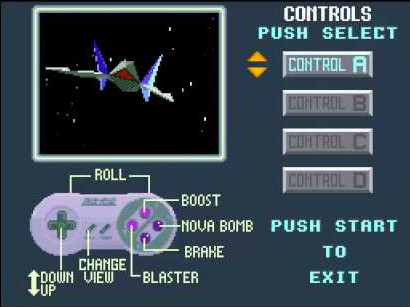 CONTROLS
PUSH SELECT
CONTROL A
CONTROL B
CONTROL C
CONTROL D
ROLL
BOOST
NOVA BOMB
BRAKE
BLASTER
CHANGE
VIEW
DOWN
UP
PUSH START
TO
EXIT